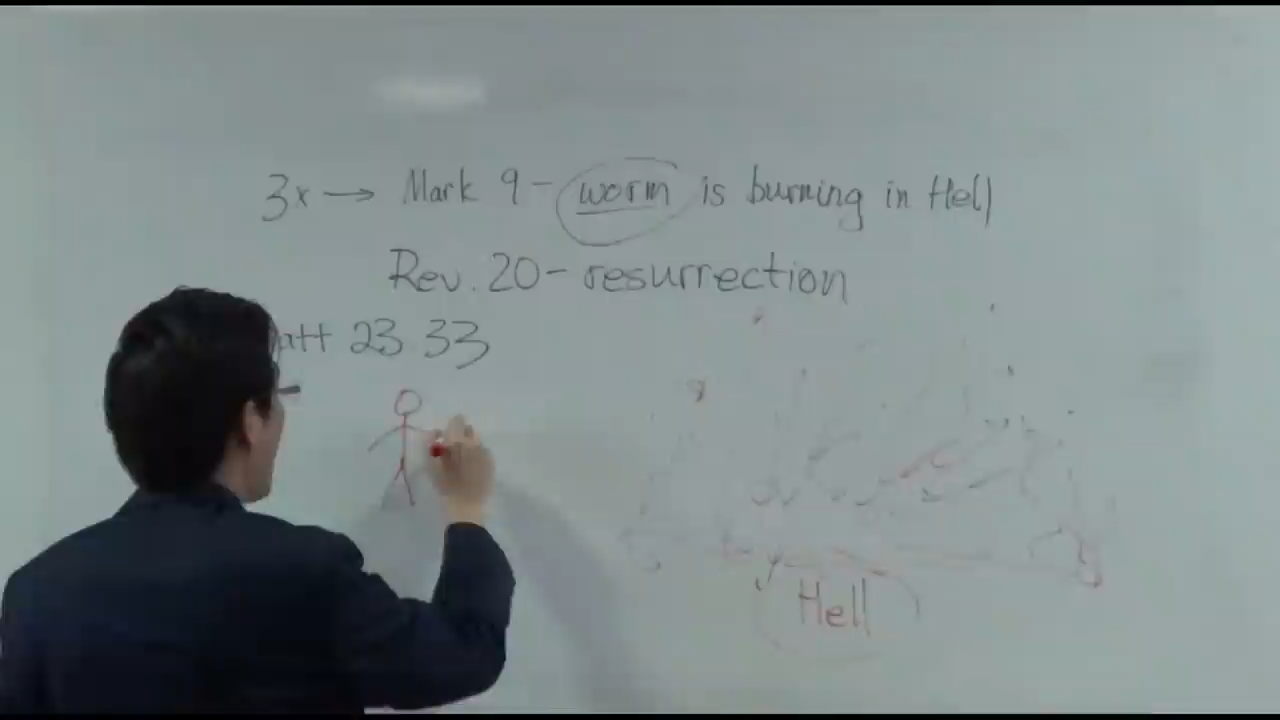 3x → Mark 9 - worm is burning in Hell
Rev. 20 - resurrection
att 23 33
Hell